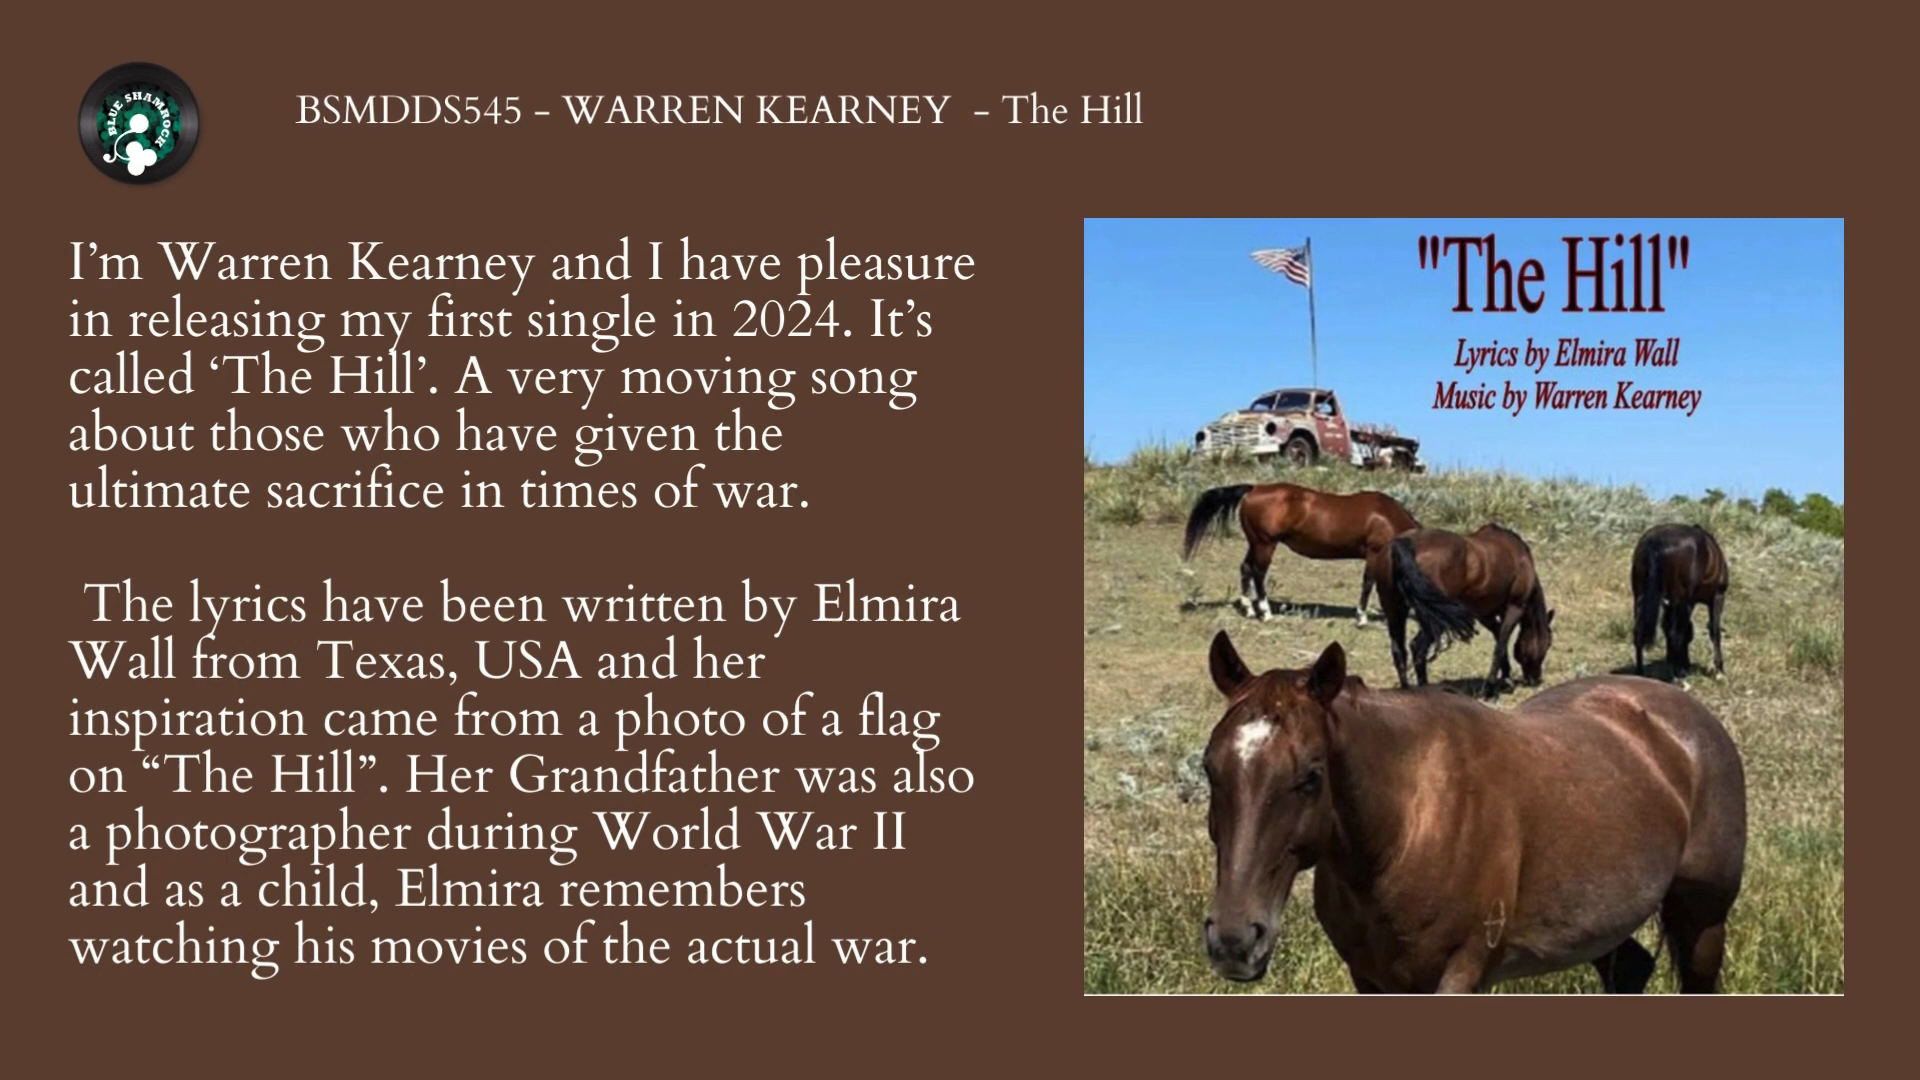 BLUE SHAMROCK
BSMDDS545 - WARREN KEARNEY - The Hill
I’m Warren Kearney and I have pleasure
in releasing my first single in 2024. It’s
called ‘The Hill’. A very moving song
about those who have given the
ultimate sacrifice in times of war.
The lyrics have been written by Elmira
Wall from Texas, USA and her
inspiration came from a photo of a flag
on “The Hill”. Her Grandfather was also
a photographer during World War II
and as a child, Elmira remembers
watching his movies of the actual war.
"The Hill"
Lyrics by Elmira Wall
Music by Warren Kearney